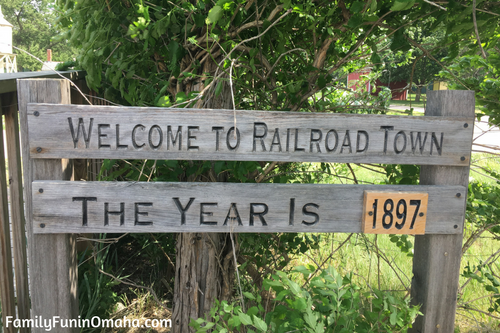 WELCOME TO RAILROAD TOWN
THE YEAR IS 1897
FamilyFuninOmaha.com